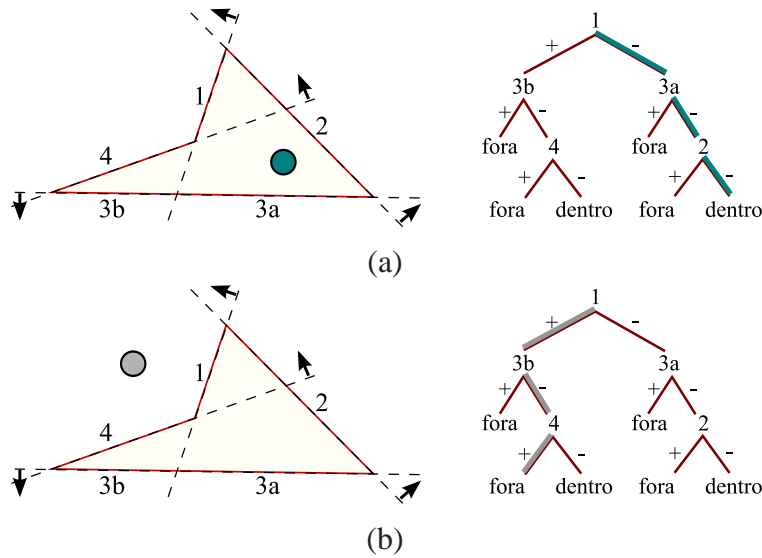 1
2
4
3b 3a
1
+ -
3b 3a
+ - + -
fora 4 fora 2
+ - + -
fora dentro fora dentro
(a)
1
2
4
3b 3a
1
+ -
3b 3a
+ - + -
fora 4 fora 2
+ - + -
fora dentro fora dentro
(b)